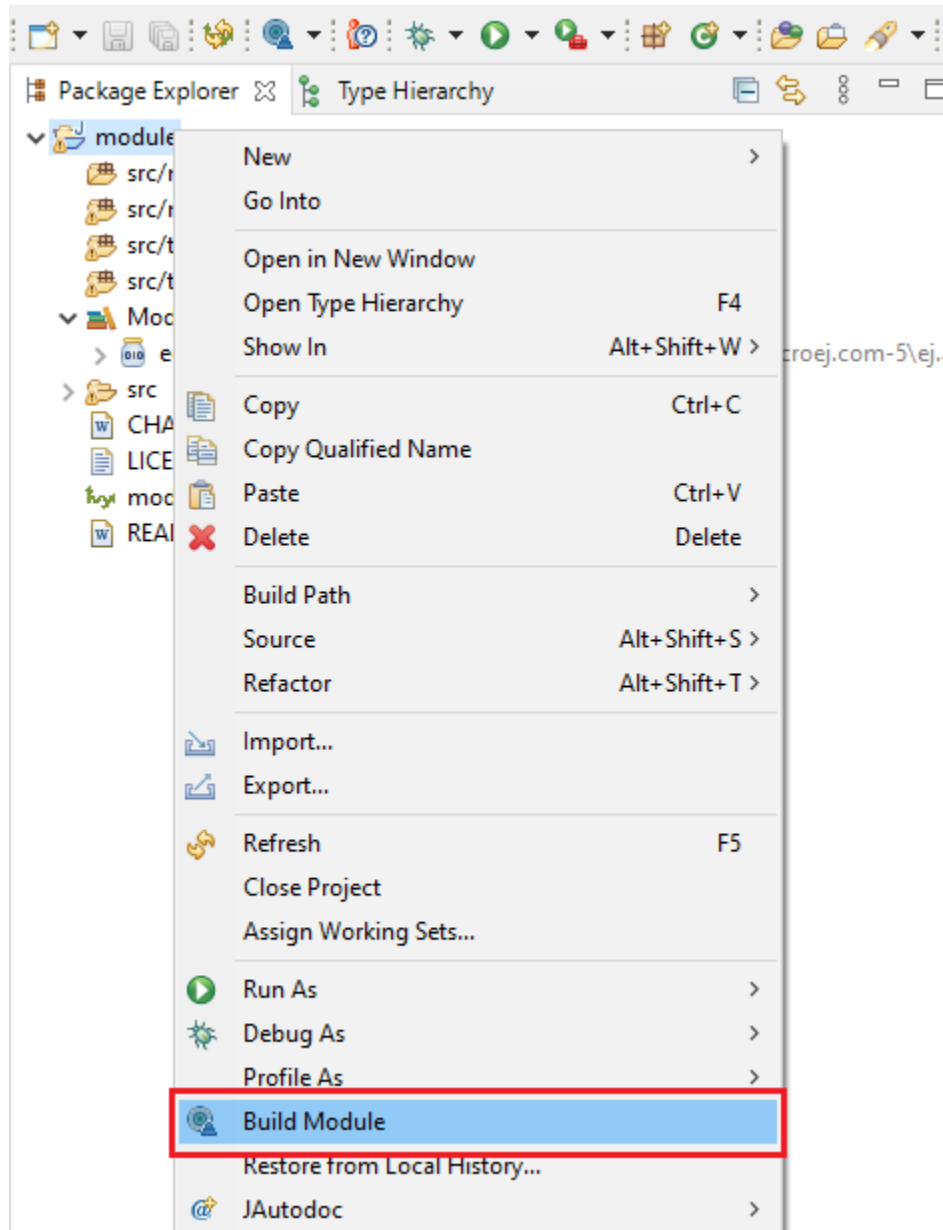 Package Explorer Type Hierarchy
module
src/
src/
src/t
src/t
Mod
e
src
CHA
LICE
mod
REA
New
Go Into
Open in New Window
Open Type Hierarchy F4
Show In Alt+Shift+W >
croej.com-5\ej.
Copy Ctrl+C
Copy Qualified Name
Paste Ctrl+V
Delete Delete
Build Path >
Source Alt+Shift+S >
Refactor Alt+Shift+T >
Import...
Export...
Refresh F5
Close Project
Assign Working Sets...
Run As >
Debug As >
Profile As >
Build Module
Restore from Local History...
JAutodoc >